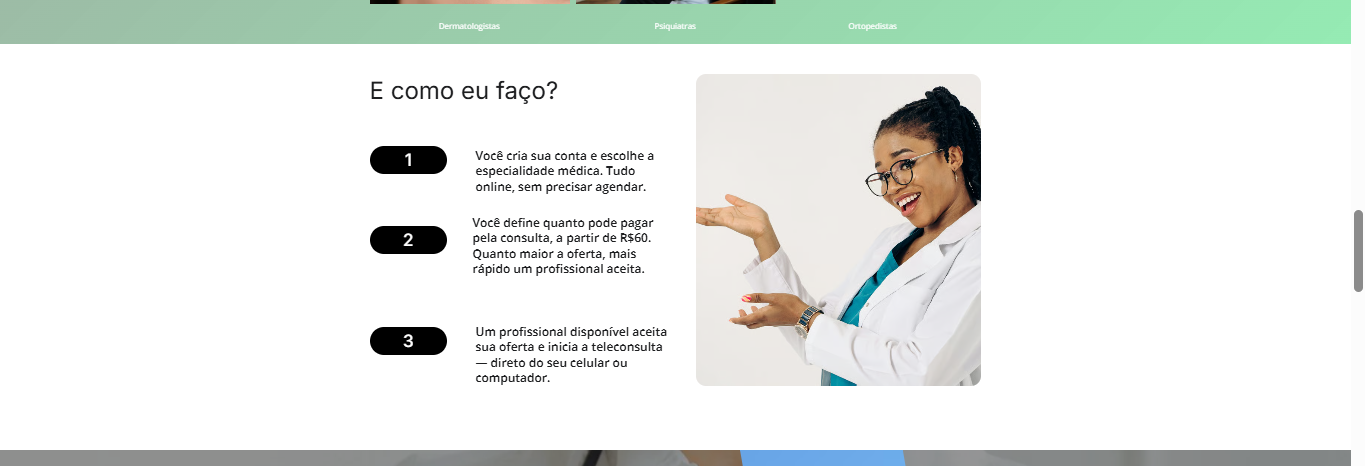 Dermatologistas
Psiquiatras
Ortopedistas
E como eu faço?
1
Você cria sua conta e escolhe a
especialidade médica. Tudo
online, sem precisar agendar.
2
Você define quanto pode pagar
pela consulta, a partir de R$60.
Quanto maior a oferta, mais
rápido um profissional aceita.
3
Um profissional disponível aceita
sua oferta e inicia a teleconsulta
— direto do seu celular ou
computador.